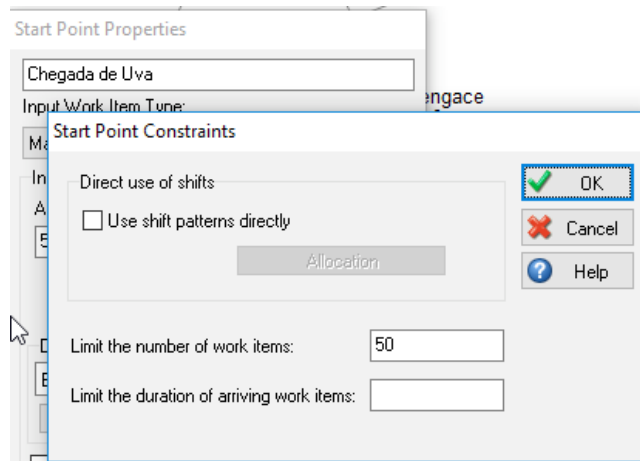 Start Point Properties
Chegada de Uva
Input Work Item Type:
engace
Start Point Constraints
Direct use of shifts
Use shift patterns directly
Allocation
OK
Cancel
Help
Limit the number of work items: 50
Limit the duration of arriving work items: